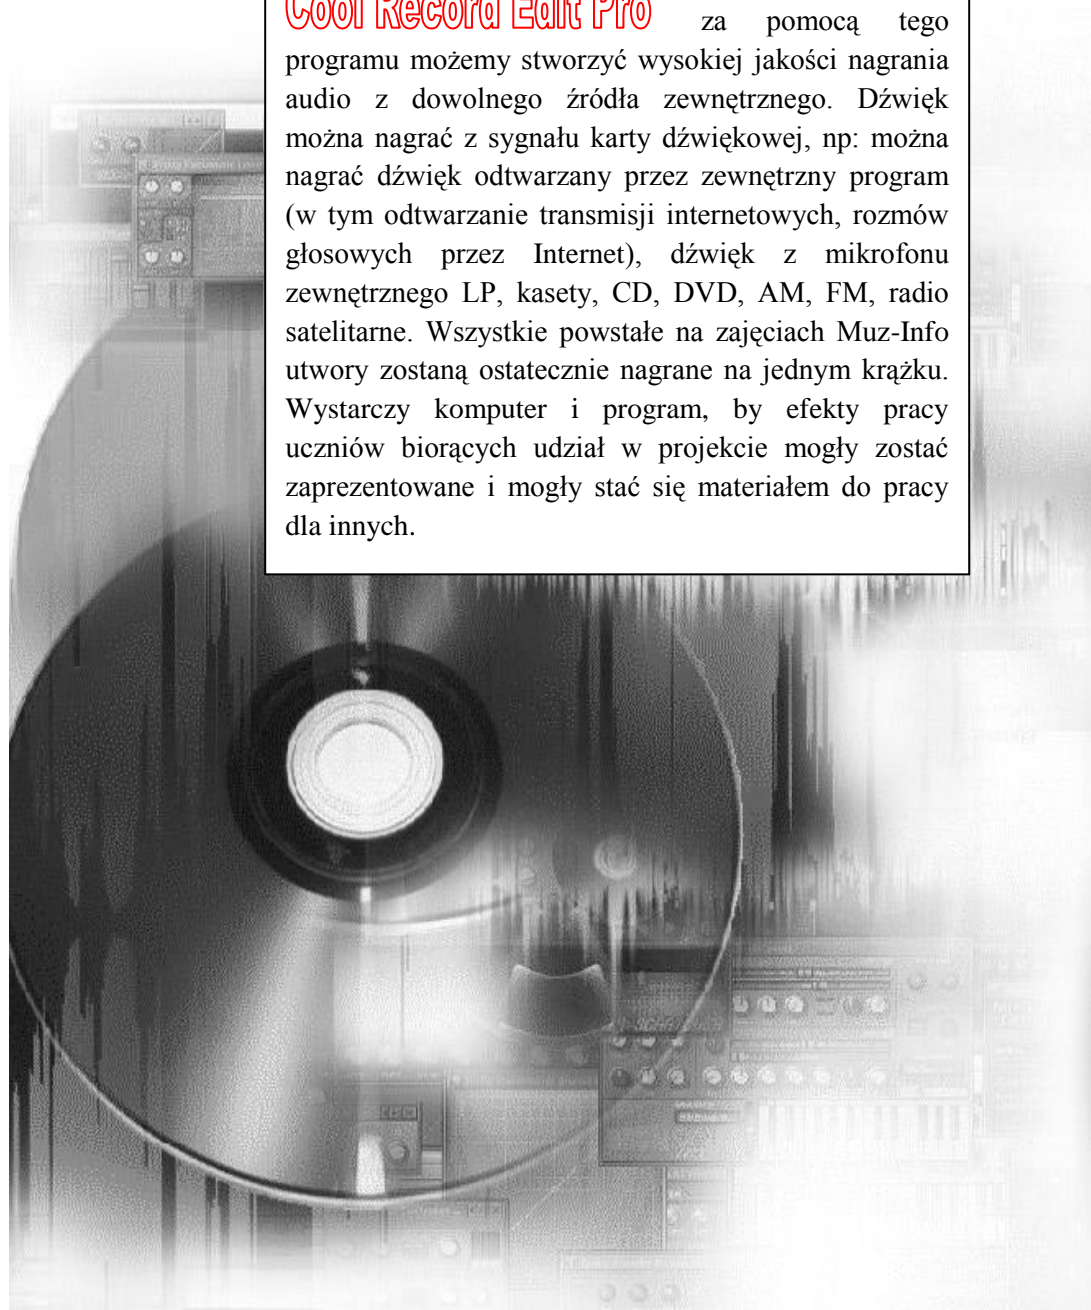 Cool Record Edit Pro za pomocą tego
programu możemy stworzyć wysokiej jakości nagrania
audio z dowolnego źródła zewnętrznego. Dźwięk
można nagrać z sygnału karty dźwiękowej, np: można
nagrać dźwięk odtwarzany przez zewnętrzny program
(w tym odtwarzanie transmisji internetowych, rozmów
głosowych przez Internet), dźwięk z mikrofonu
zewnętrznego LP, kasety, CD, DVD, AM, FM, radio
satelitarne. Wszystkie powstałe na zajęciach Muz-Info
utwory zostaną ostatecznie nagrane na jednym krążku.
Wystarczy komputer i program, by efekty pracy
uczniów biorących udział w projekcie mogły zostać
zaprezentowane i mogły stać się materiałem do pracy
dla innych.